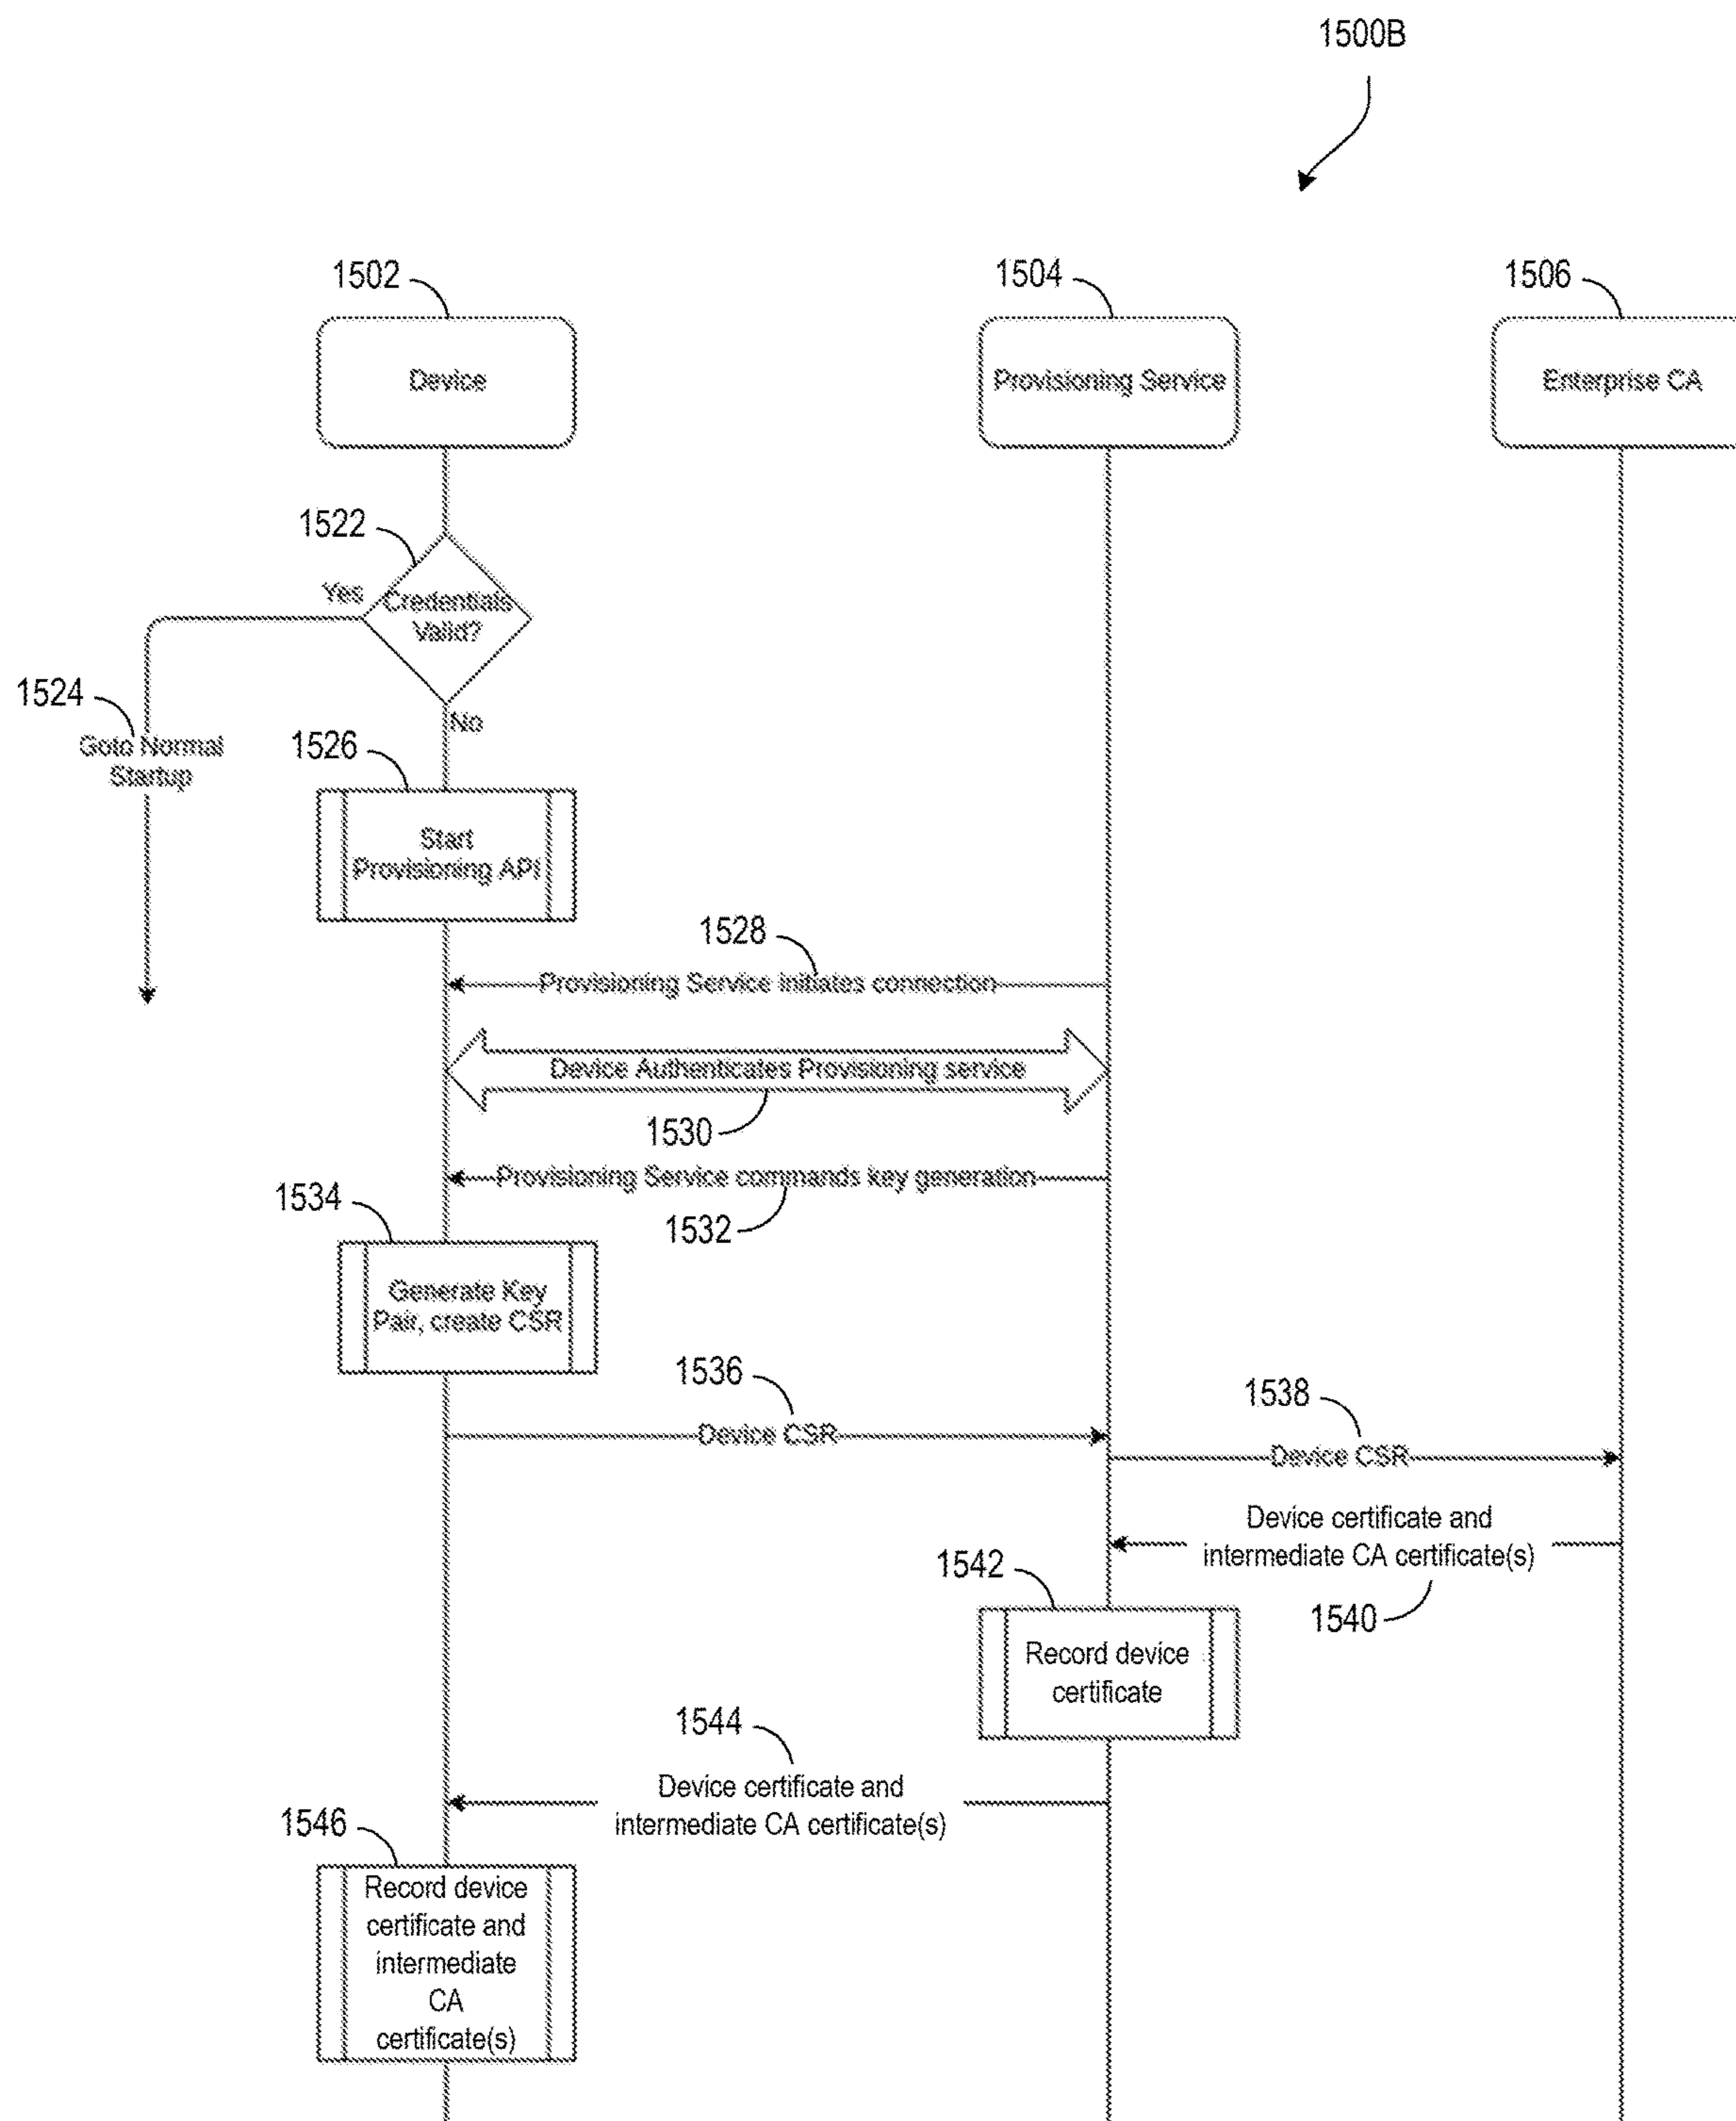 1500B
1502
1504
1506
Device
Provisioning Service
Enterprise CA
1522
Yes
Credentials
Valid?
1524
No
Goto Normal
Startup
1526
Start
Provisioning API
1528
Provisioning Service initiates connection
Device Authenticates Provisioning service
1530
Provisioning Service commands key generation
1534
1532
Generate Key
Pair, create CSR
1536
1538
Device CSR
Device CSR
Device certificate and
intermediate CA certificate(s)
1542
1540
Record device
certificate
1544
Device certificate and
intermediate CA certificate(s)
1546
Record device
certificate and
intermediate
CA
certificate(s)